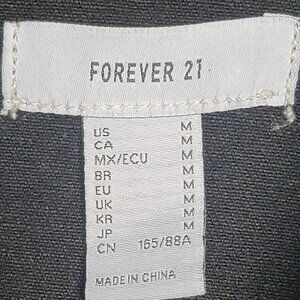 FOREVER 21
US M
CA M
MX/ECU M
BR M
EU M
UK M
KR M
JP M
CN 165/88A
MADE IN CHINA